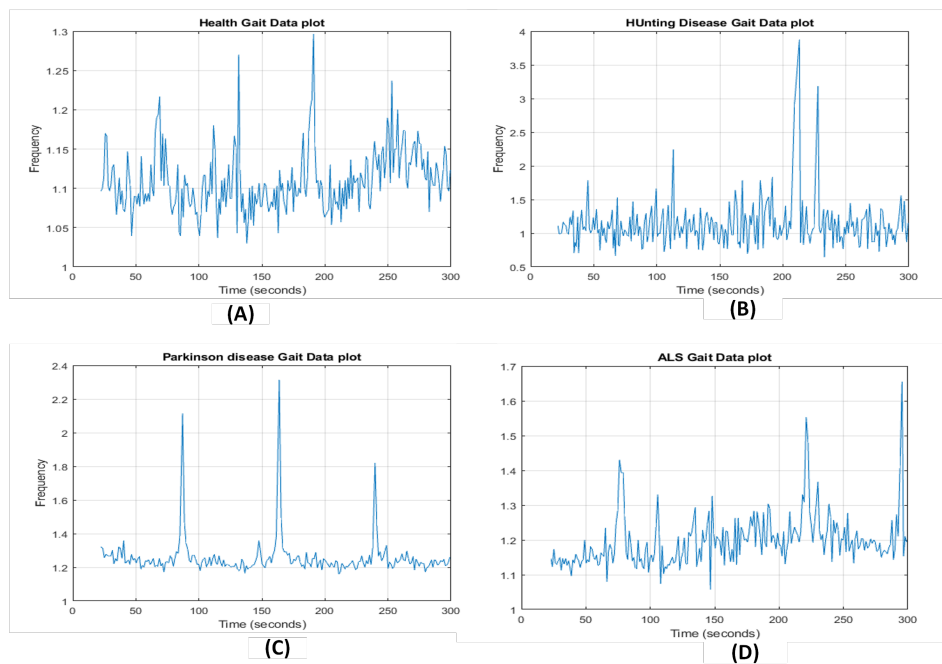 Health Gait Data plot
1.3
1.25
1.2
1.15
1.1
1.05
1
Frequency
0 50 100 150 200 250 300
Time (seconds)
(A)
HUnting Disease Gait Data plot
4
3.5
3
2.5
2
1.5
1
0.5
Frequency
0 50 100 150 200 250 300
Time (seconds)
(B)
Parkinson disease Gait Data plot
2.4
2.2
2
1.8
1.6
1.4
1.2
1
Frequency
0 50 100 150 200 250 300
Time (seconds)
(C)
ALS Gait Data plot
1.7
1.6
1.5
1.4
1.3
1.2
1.1
1
0 50 100 150 200 250 300
Time (seconds)
(D)